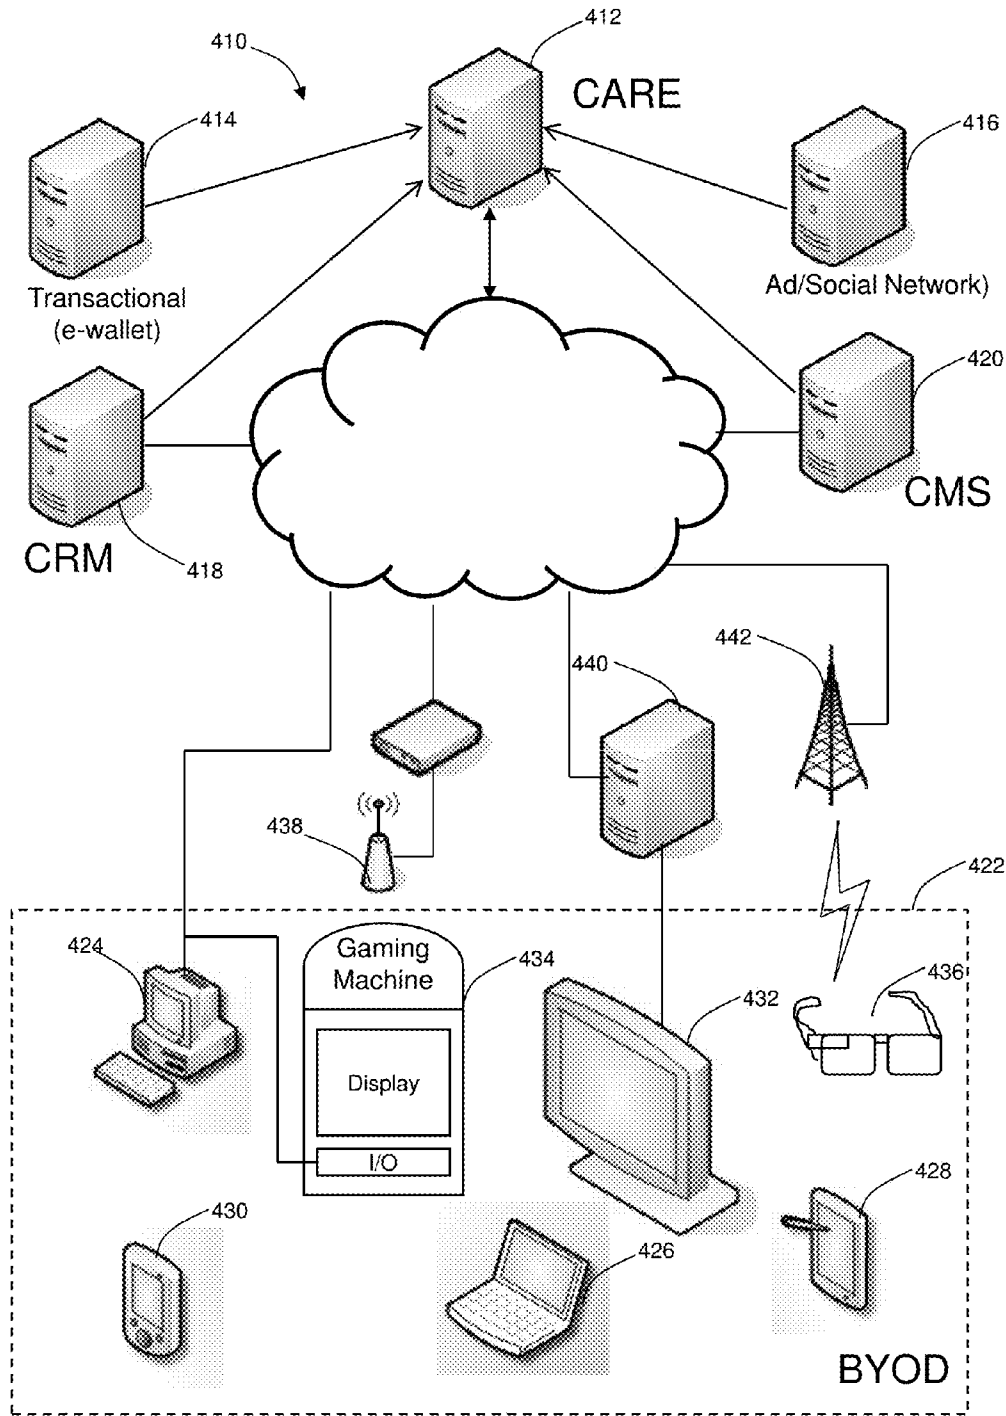 410
412
CARE
414
416
Transactional
(e-wallet)
Ad/Social Network)
420
CRM
418
CMS
442
440
438
422
424
Gaming
Machine
434
432
436
Display
I/O
428
430
426
BYOD